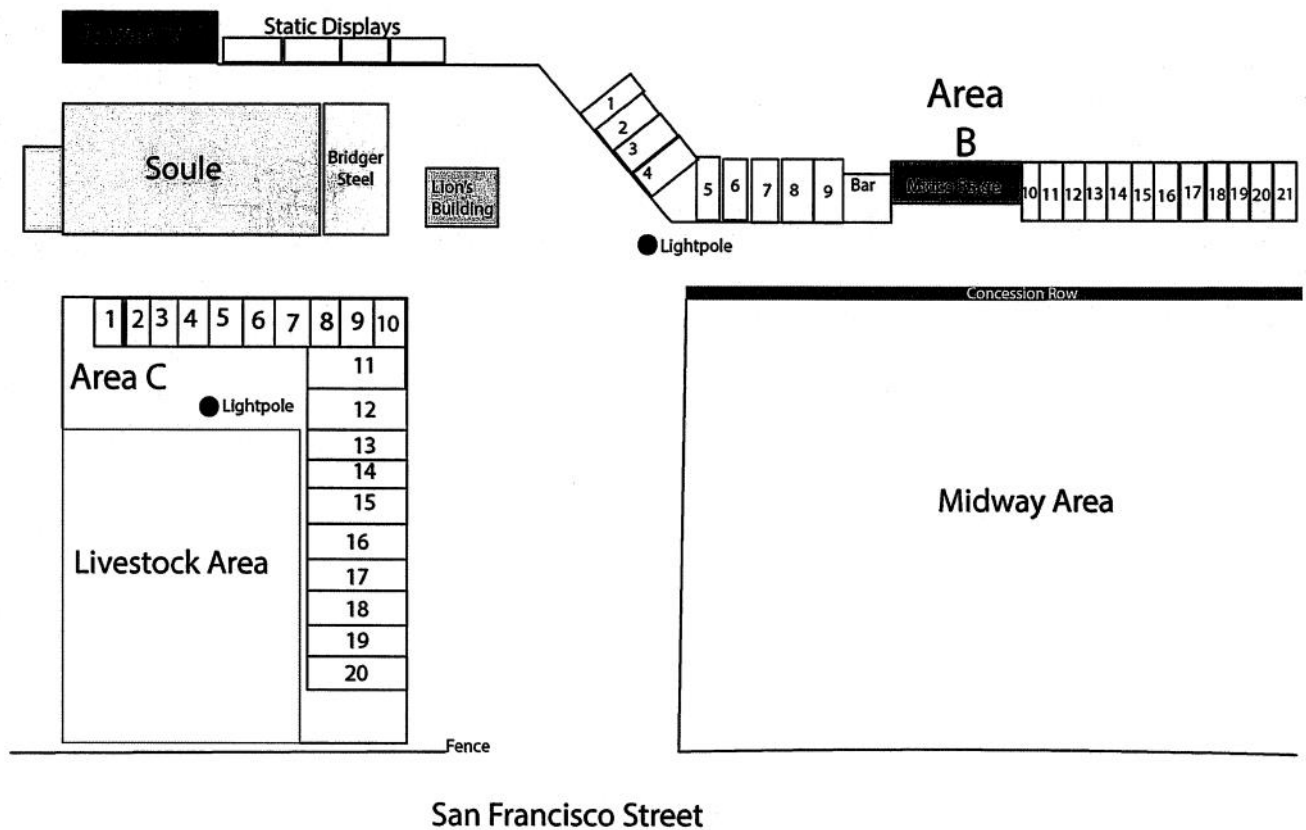 Static Displays
Soule
Bridger
Steel
Lion's
Building
Area
B
1
2
3
4
5 6 7 8 9 Bar
10 11 12 13 14 15 16 17 18 19 20 21
Lightpole
Concession Row
1 2 3 4 5 6 7 8 9 10
Area C
Lightpole
11
12
13
14
15
16
17
18
19
20
Livestock Area
Midway Area
Fence
San Francisco Street